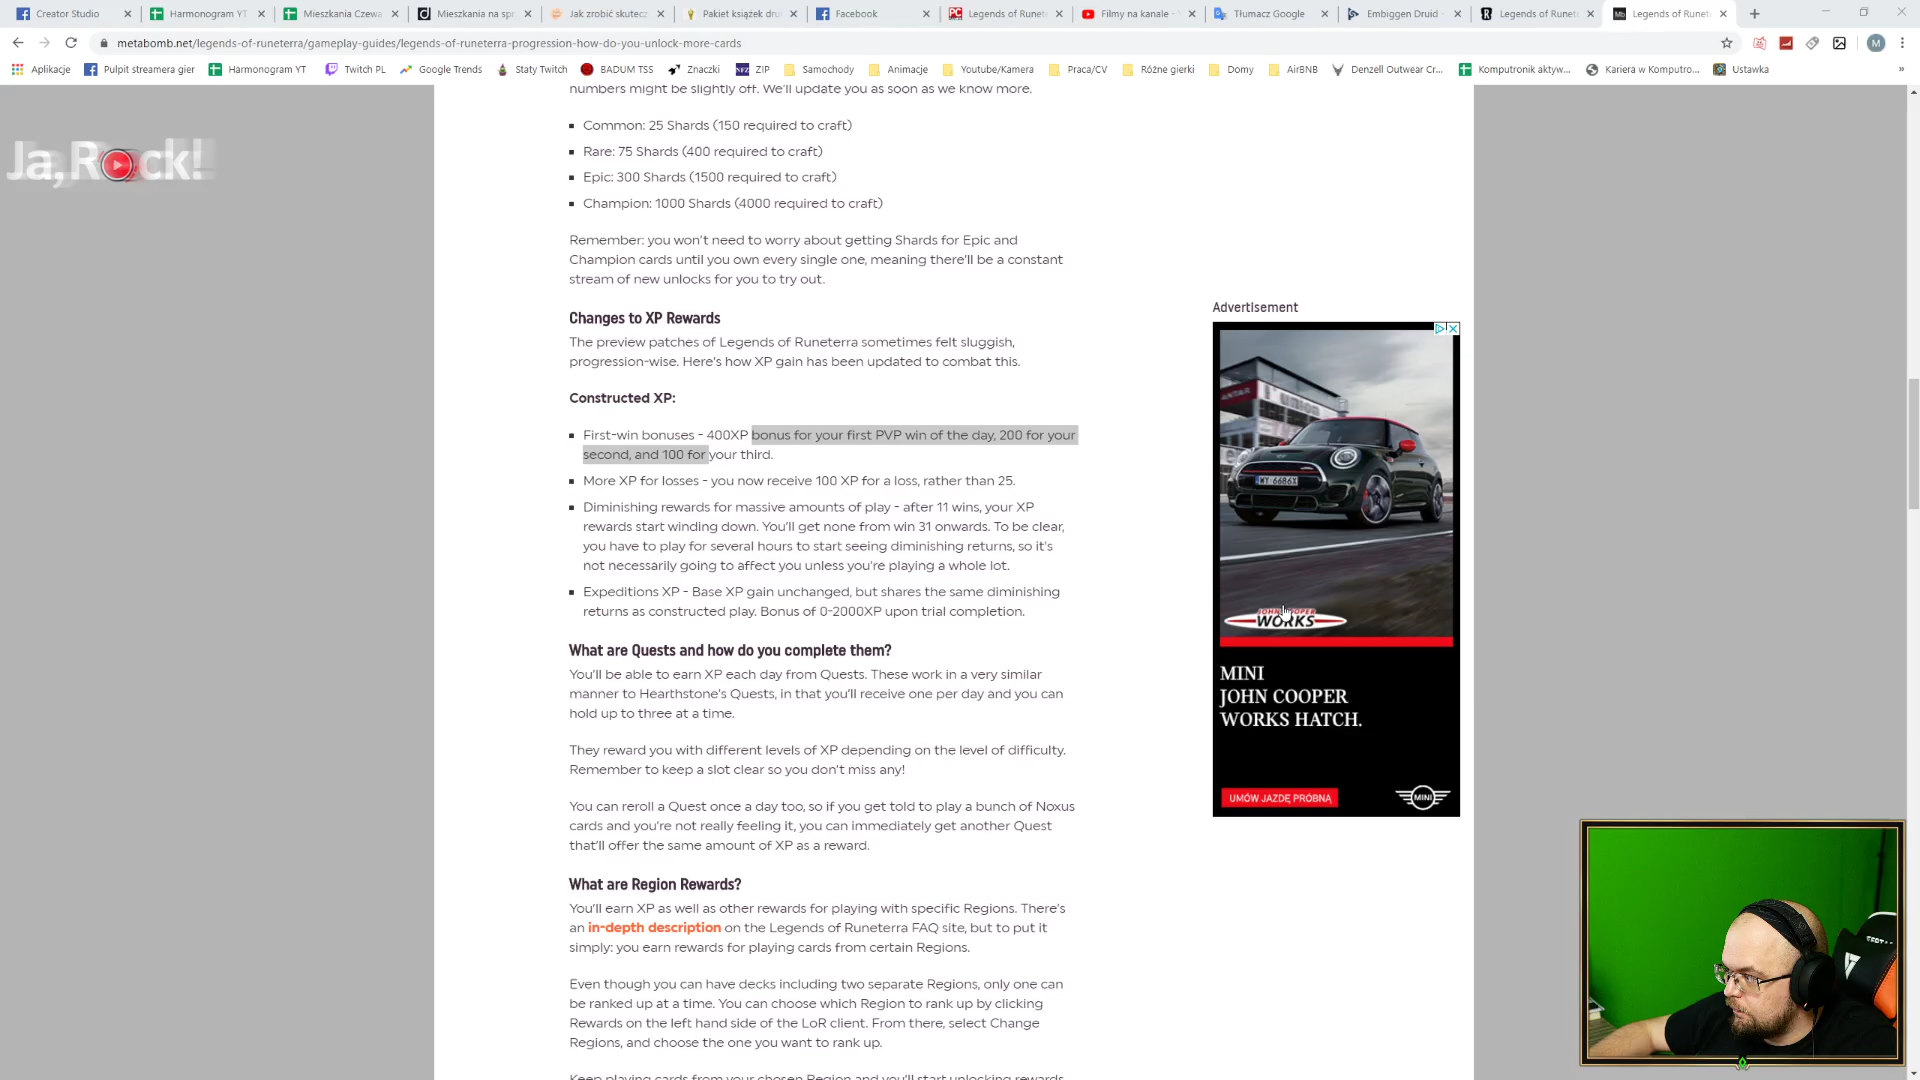 Creator Studio
Harmonogram YT
Mieszkania Czewa
Mieszkania na spr
Jak zrobić skutecz
Pakiet książek dru
Facebook
Legends of Runete
Filmy na kanale -
Tłumacz Google
Embiggen Druid -
Legends of Runete
Legends of Runete
metabomb.net/legends-of-runeterra/gameplay-guides/legends-of-runeterra-progression-how-do-you-unlock-more-cards
M
Aplikacje
Pulpit streamera gier
Harmonogram YT
Twitch PL
Google Trends
Staty Twitch
BADUM TSS
Znaczki
ZIP
Samochody
Animacje
Youtube/Kamera
Praca/CV
Różne gierki
Domy
AirBNB
Denzell Outwear Cr...
Komputronik aktyw...
Kariera w Komputro...
Ustawka
»
Ja,Rock!
numbers might be slightly off. We'll update you as soon as we know more.
Common: 25 Shards (150 required to craft)
Rare: 75 Shards (400 required to craft)
Epic: 300 Shards (1500 required to craft)
Champion: 1000 Shards (4000 required to craft)
Remember: you won't need to worry about getting Shards for Epic and
Champion cards until you own every single one, meaning there'll be a constant
stream of new unlocks for you to try out.
Changes to XP Rewards
The preview patches of Legends of Runeterra sometimes felt sluggish,
progression-wise. Here's how XP gain has been updated to combat this.
Constructed XP:
First-win bonuses - 400XP bonus for your first PVP win of the day, 200 for your
second, and 100 for your third.
More XP for losses - you now receive 100 XP for a loss, rather than 25.
Diminishing rewards for massive amounts of play - after 11 wins, your XP
rewards start winding down. You'll get none from win 31 onwards. To be clear,
you have to play for several hours to start seeing diminishing returns, so it's
not necessarily going to affect you unless you're playing a whole lot.
Expeditions XP - Base XP gain unchanged, but shares the same diminishing
returns as constructed play. Bonus of 0-2000XP upon trial completion.
What are Quests and how do you complete them?
You'll be able to earn XP each day from Quests. These work in a very similar
manner to Hearthstone's Quests, in that you'll receive one per day and you can
hold up to three at a time.
They reward you with different levels of XP depending on the level of difficulty.
Remember to keep a slot clear so you don't miss any!
You can reroll a Quest once a day too, so if you get told to play a bunch of Noxus
cards and you're not really feeling it, you can immediately get another Quest
that'll offer the same amount of XP as a reward.
What are Region Rewards?
You'll earn XP as well as other rewards for playing with specific Regions. There's
an in-depth description on the Legends of Runeterra FAQ site, but to put it
simply: you earn rewards for playing cards from certain Regions.
Even though you can have decks including two separate Regions, only one can
be ranked up at a time. You can choose which Region to rank up by clicking
Rewards on the left hand side of the LoR client. From there, select Change
Regions, and choose the one you want to rank up.
Keep playing cards from your chosen Region and you'll start unlocking rewards
Advertisement
WY 6686X
JOHN COOPER
WORKS
MINI
JOHN COOPER
WORKS HATCH.
UMÓW JAZDĘ PRÓBNĄ
MINI